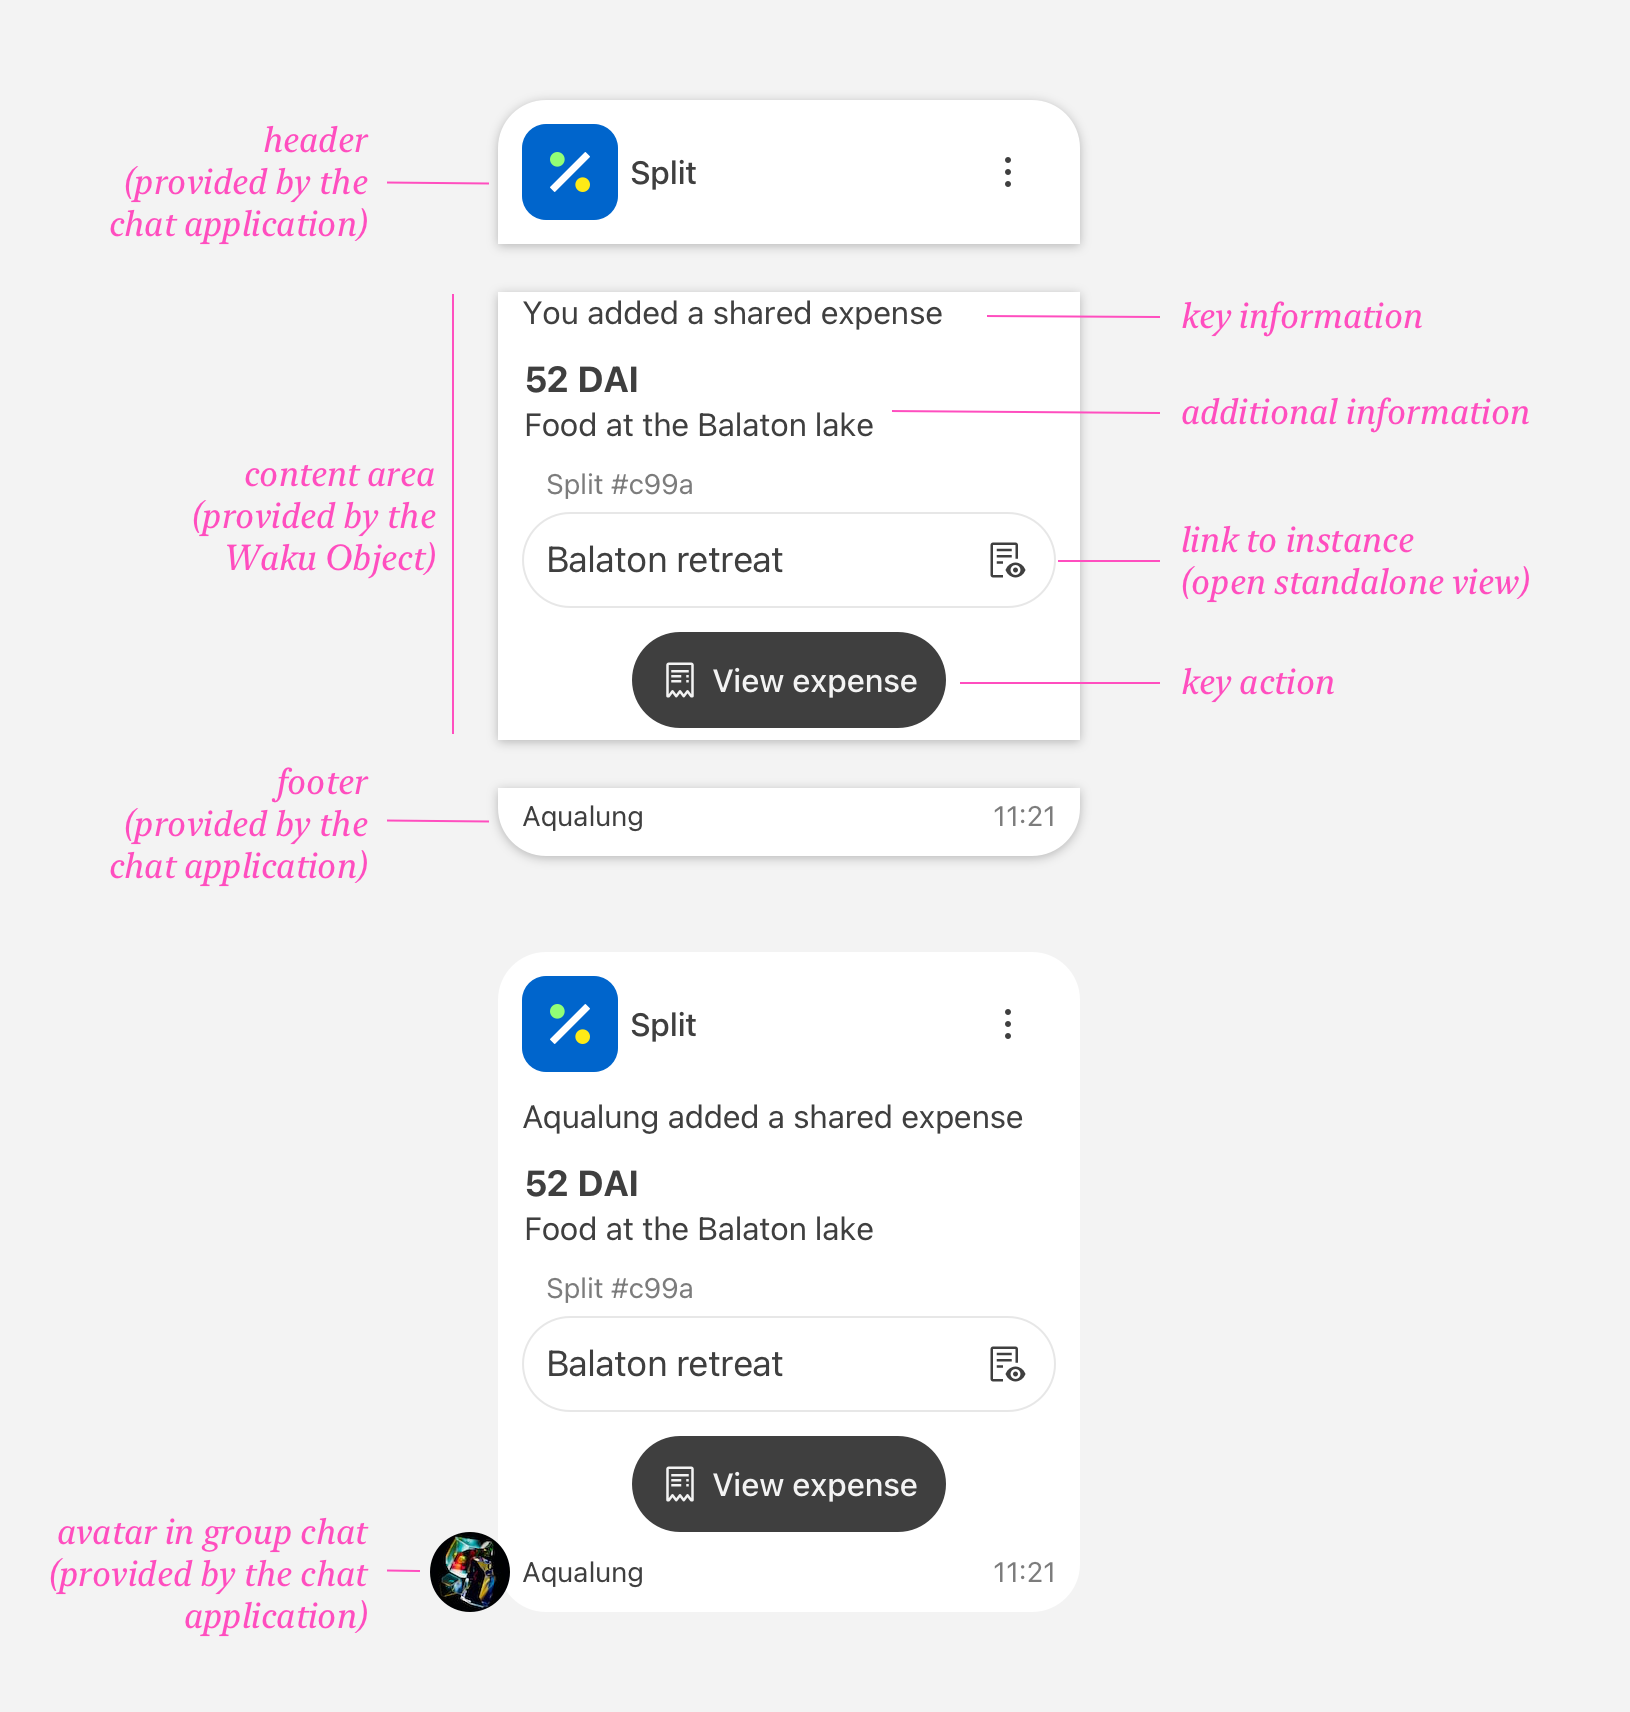 header
(provided by the
chat application)
Split
You added a shared expense
key information
52 DAI
Food at the Balaton lake
additional information
content area
(provided by the
Waku Object)
Split #c99a
Balaton retreat
link to instance
(open standalone view)
View expense
key action
footer
(provided by the
chat application)
Aqualung
11:21
Split
Aqualung added a shared expense
52 DAI
Food at the Balaton lake
Split #c99a
Balaton retreat
View expense
avatar in group chat
(provided by the chat
application)
Aqualung
11:21